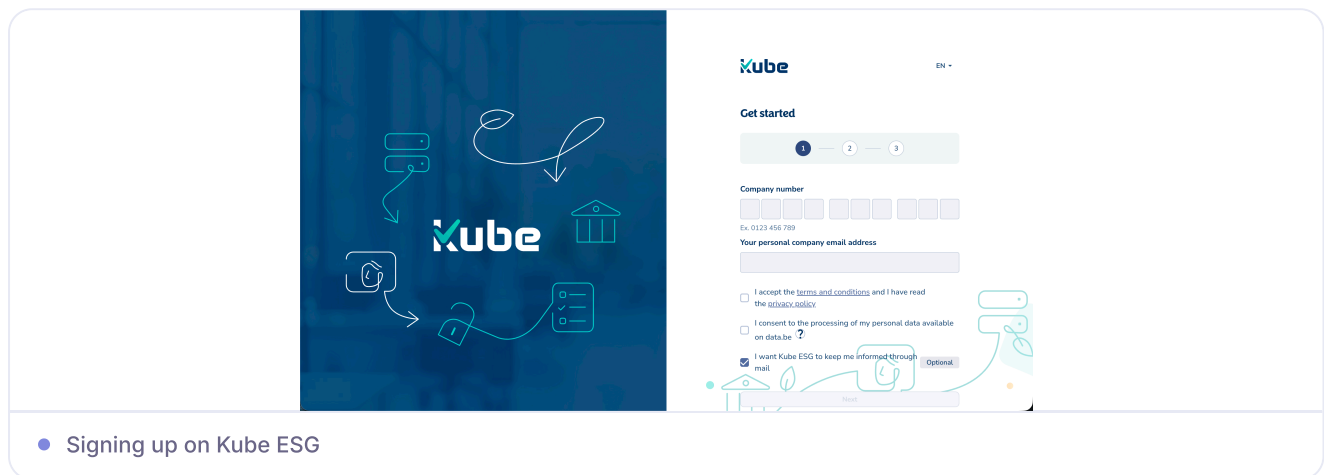 Kube
Kube
EN
Get started
1 2 3
Company number
Ex. 0123 456 789
Your personal company email address
I accept the terms and conditions and I have read
the privacy policy
I consent to the processing of my personal data available
on data.be ?
I want Kube ESG to keep me informed through
mail
Optional
Next
Signing up on Kube ESG